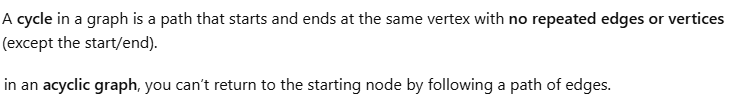 A cycle in a graph is a path that starts and ends at the same vertex with no repeated edges or vertices
(except the start/end).
in an acyclic graph, you can't return to the starting node by following a path of edges.